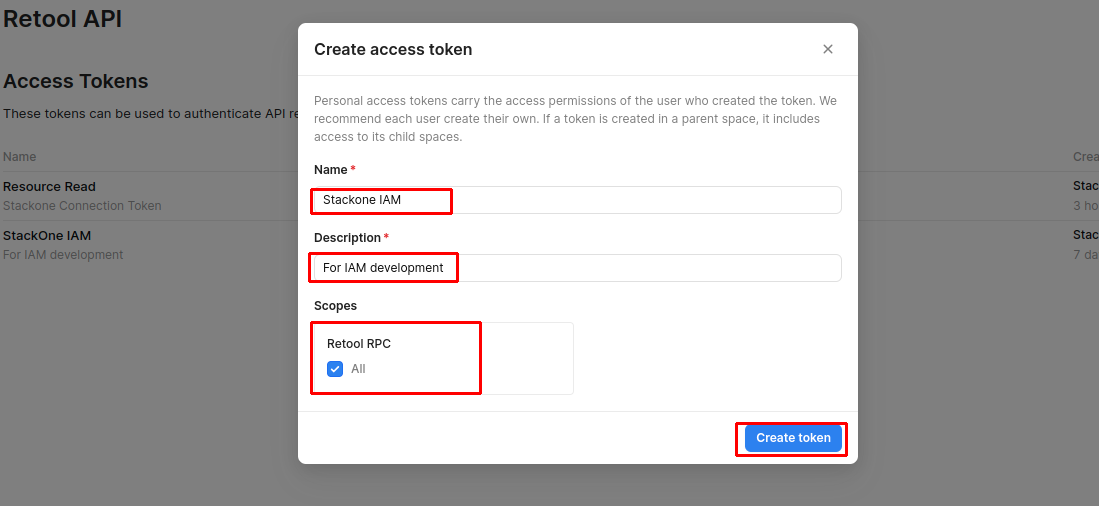 Retool API
Access Tokens
These tokens can be used to authenticate API re
Name
Crea
Resource Read
Stac
Stackone Connection Token
3 ho
StackOne IAM
Stac
For IAM development
7 da
Create access token
Personal access tokens carry the access permissions of the user who created the token. We
recommend each user create their own. If a token is created in a parent space, it includes
access to its child spaces.
Name *
Stackone IAM
Description *
For IAM development
Scopes
Retool RPC
All
Create token